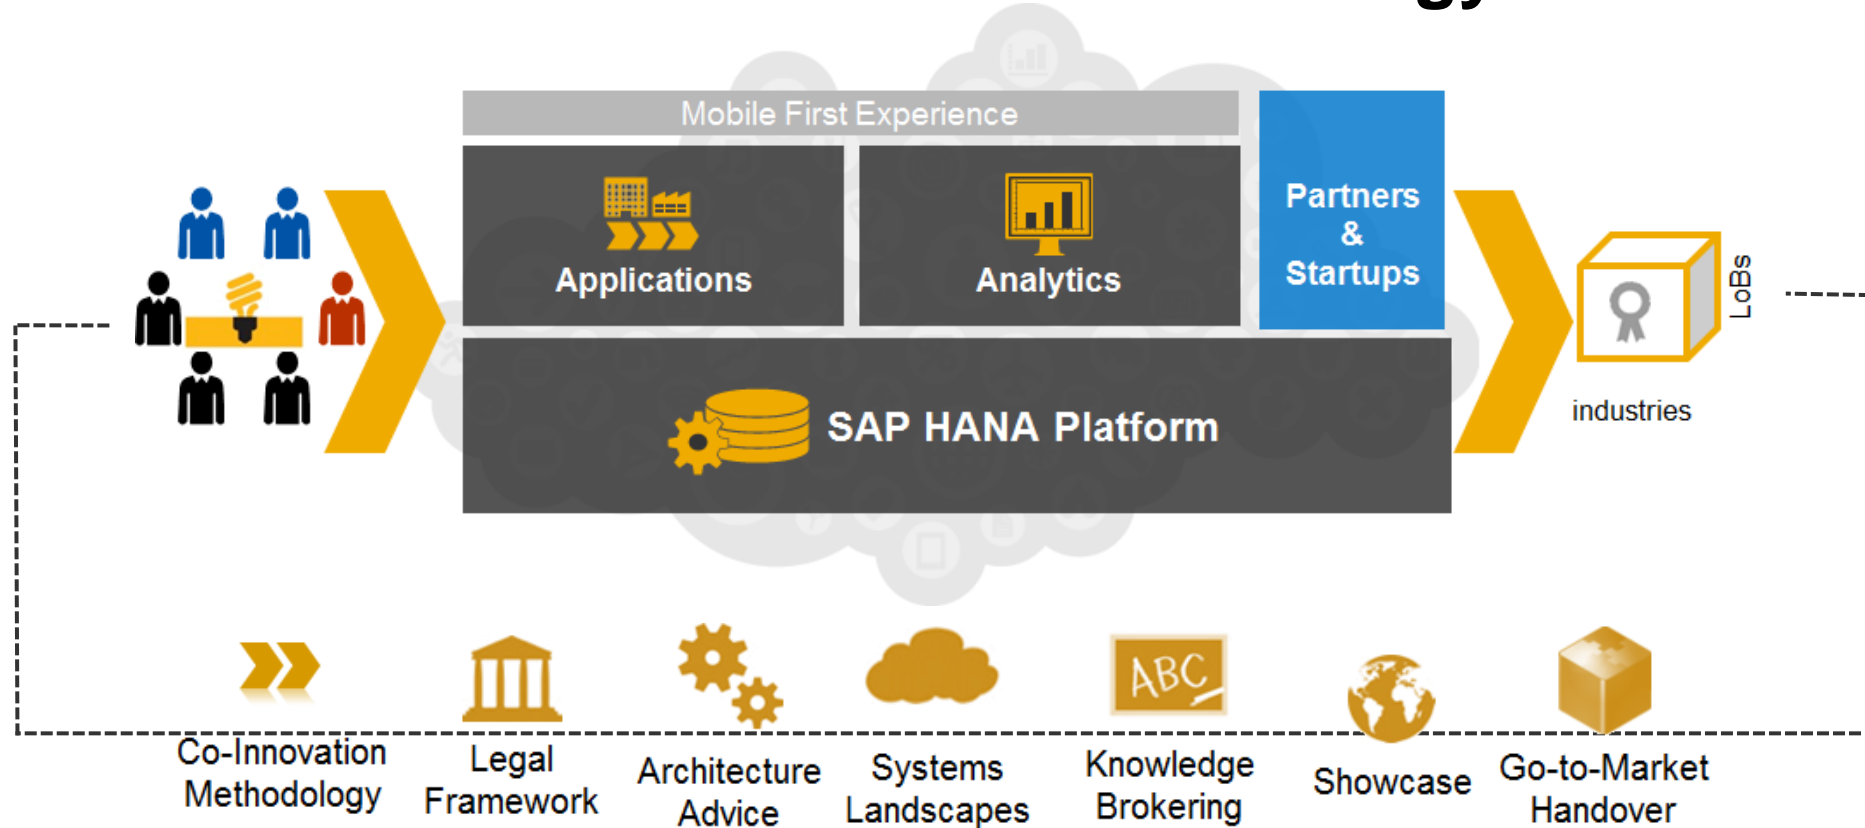 Mobile First Experience
Applications
Analytics
Partners
&
Startups
SAP HANA Platform
LoBs
industries
ABC
Co-Innovation
Methodology
Legal
Framework
Architecture
Advice
Systems
Landscapes
Knowledge
Brokering
Showcase
Go-to-Market
Handover